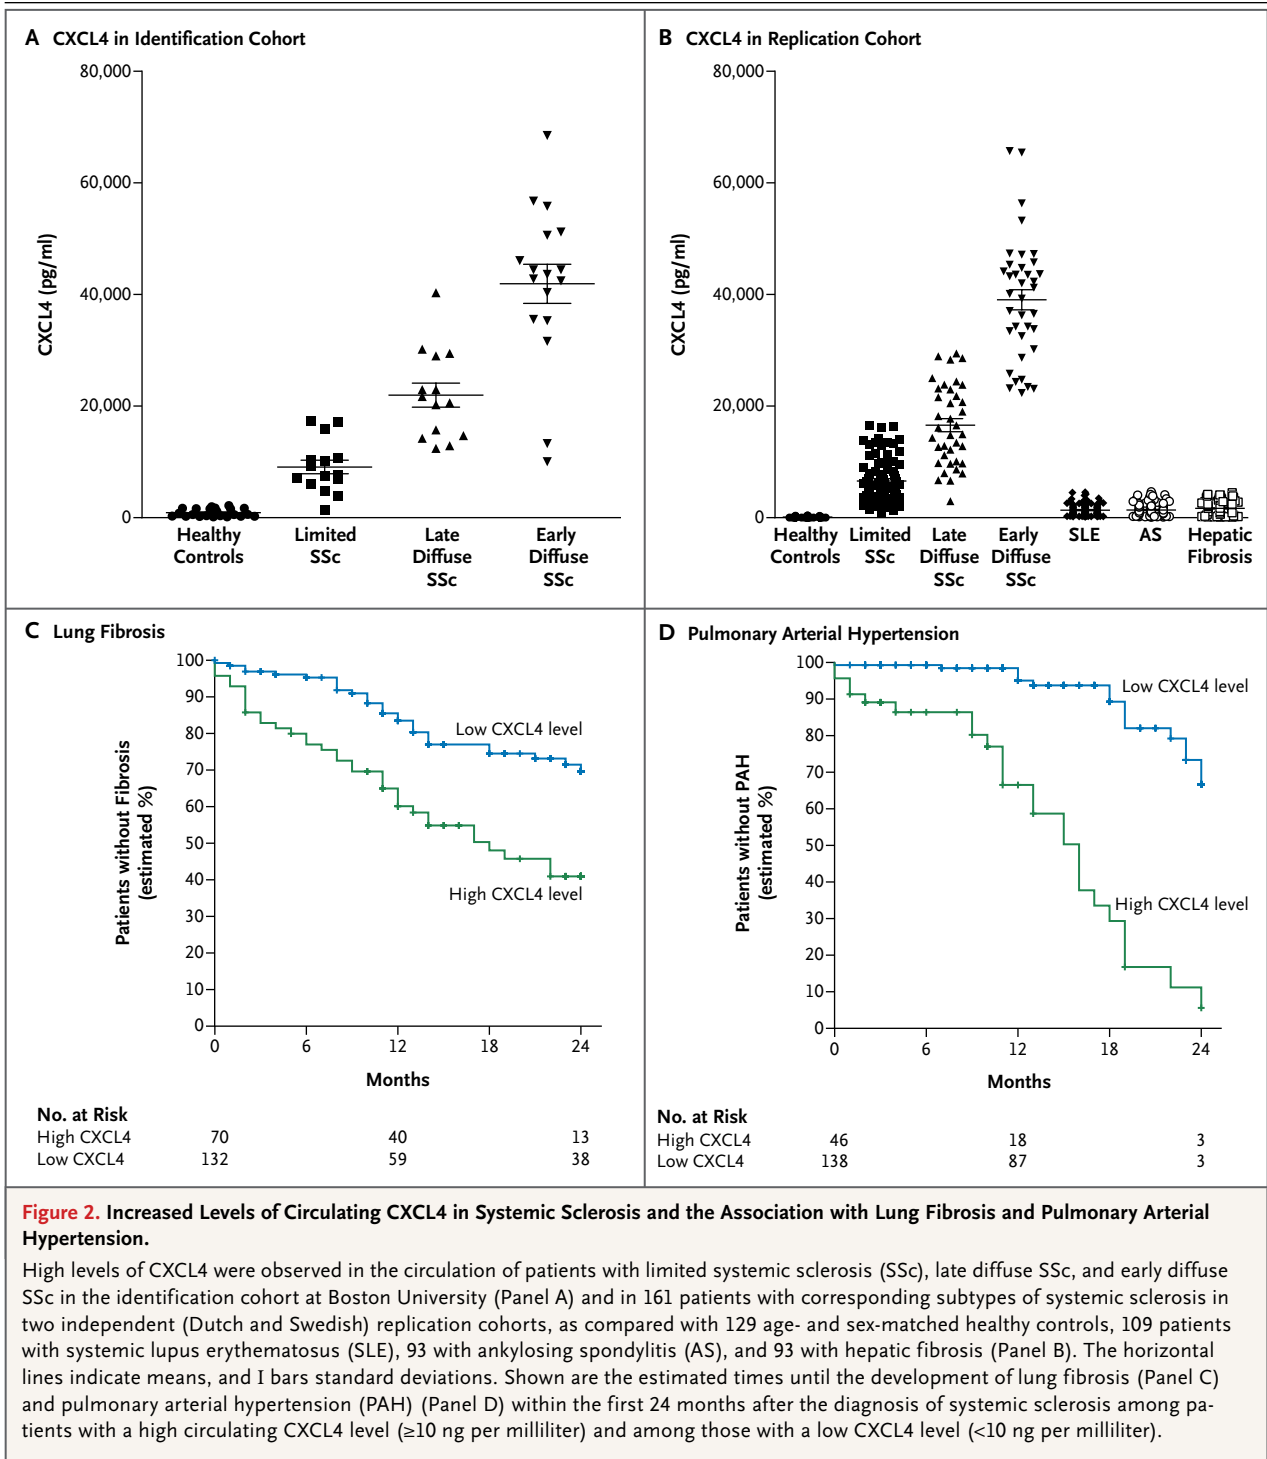 A CXCL4 in Identification Cohort
80,000
60,000
40,000
20,000
0
CXCL4 (pg/ml)
Healthy Controls
Limited SSc
Late Diffuse SSc
Early Diffuse SSc
B CXCL4 in Replication Cohort
80,000
60,000
40,000
20,000
0
CXCL4 (pg/ml)
Healthy Controls
Limited SSc
Late Diffuse SSc
Early Diffuse SSc
SLE
AS
Hepatic Fibrosis
C Lung Fibrosis
100
90
80
70
60
50
40
30
20
10
0
Patients without Fibrosis
(estimated %)
Low CXCL4 level
High CXCL4 level
0 6 12 18 24
Months
No. at Risk
High CXCL4 70 40 13
Low CXCL4 132 59 38
D Pulmonary Arterial Hypertension
100
90
80
70
60
50
40
30
20
10
0
Patients without PAH
(estimated %)
Low CXCL4 level
High CXCL4 level
0 6 12 18 24
Months
No. at Risk
High CXCL4 46 18 3
Low CXCL4 138 87 3
Figure 2. Increased Levels of Circulating CXCL4 in Systemic Sclerosis and the Association with Lung Fibrosis and Pulmonary Arterial
Hypertension.
High levels of CXCL4 were observed in the circulation of patients with limited systemic sclerosis (SSc), late diffuse SSc, and early diffuse
SSc in the identification cohort at Boston University (Panel A) and in 161 patients with corresponding subtypes of systemic sclerosis in
two independent (Dutch and Swedish) replication cohorts, as compared with 129 age- and sex-matched healthy controls, 109 patients
with systemic lupus erythematosus (SLE), 93 with ankylosing spondylitis (AS), and 93 with hepatic fibrosis (Panel B). The horizontal
lines indicate means, and I bars standard deviations. Shown are the estimated times until the development of lung fibrosis (Panel C)
and pulmonary arterial hypertension (PAH) (Panel D) within the first 24 months after the diagnosis of systemic sclerosis among pa-
tients with a high circulating CXCL4 level (≥10 ng per milliliter) and among those with a low CXCL4 level (<10 ng per milliliter).